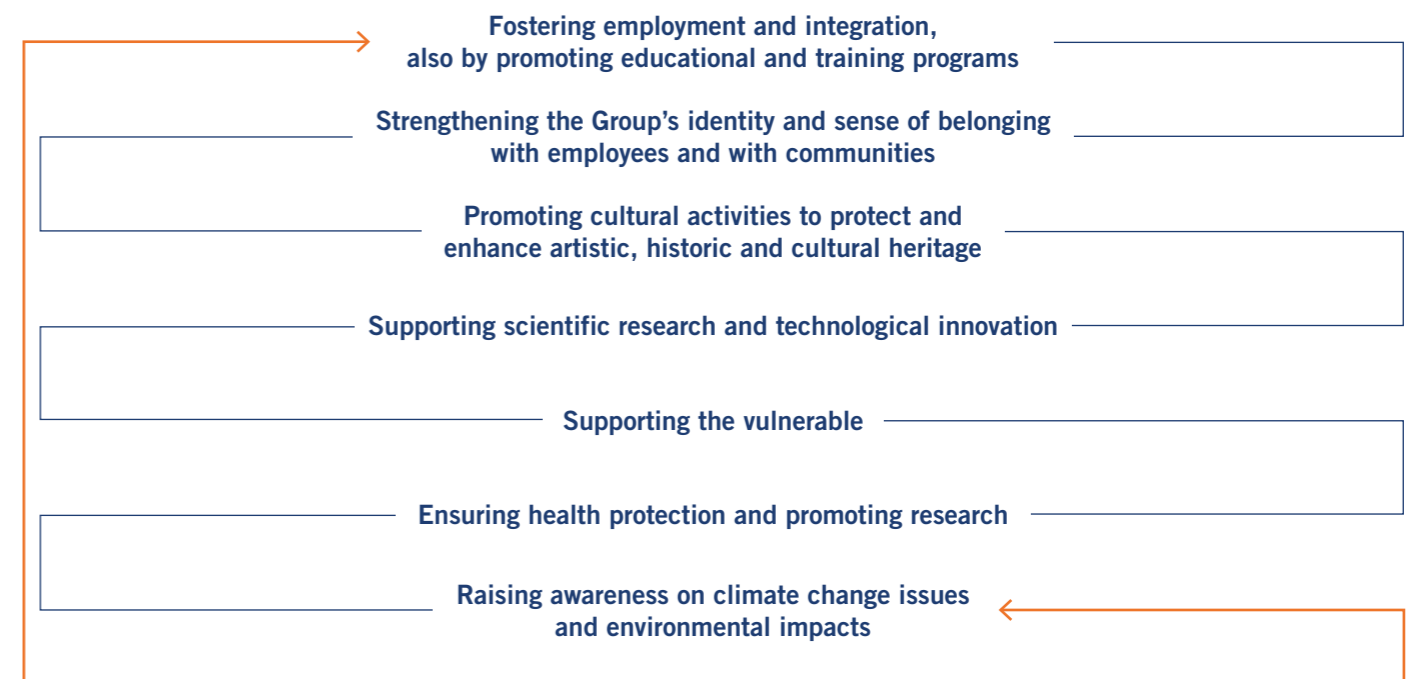 Fostering employment and integration,
also by promoting educational and training programs
Strengthening the Group’s identity and sense of belonging
with employees and with communities
Promoting cultural activities to protect and
enhance artistic, historic and cultural heritage
Supporting scientific research and technological innovation
Supporting the vulnerable
Ensuring health protection and promoting research
Raising awareness on climate change issues
and environmental impacts